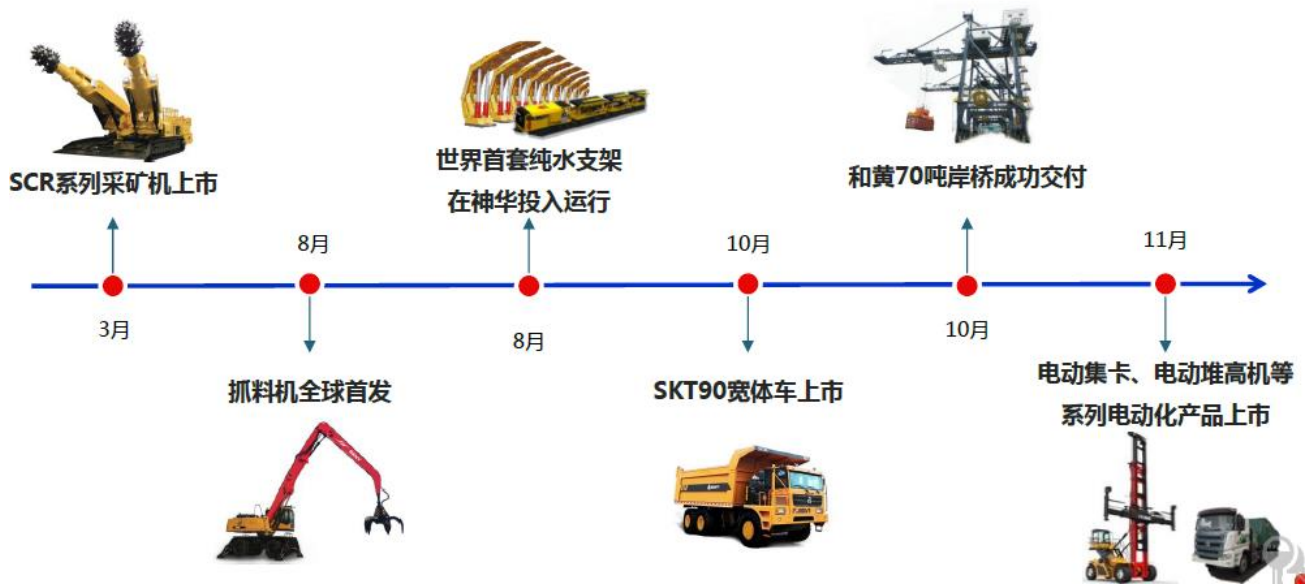 SCR系列采矿机上市
世界首套纯水支架
在神华投入运行
和黄70吨岸桥成功交付
8月
10月
11月
3月
8月
10月
抓料机全球首发
SKT90宽体车上市
电动集卡、电动堆高机等
系列电动化产品上市